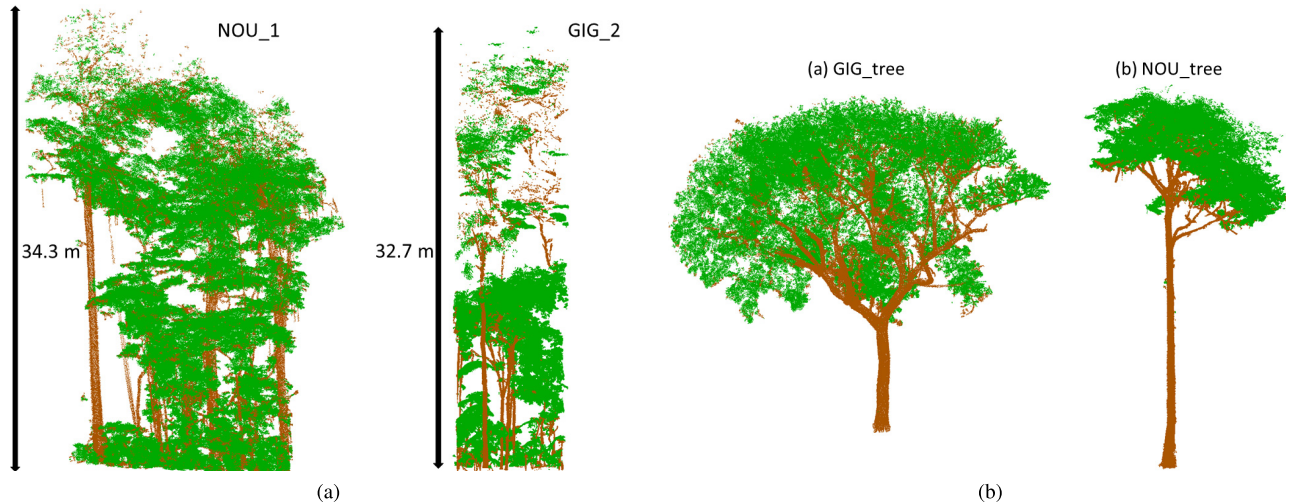 NOU_1
GIG_2
(a) GIG_tree
(b) NOU_tree
34.3 m
32.7 m
(a)
(b)